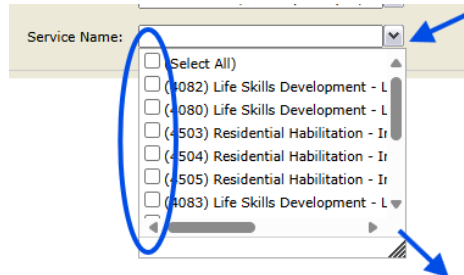 Service Name:
(Select All)
(4082) Life Skills Development - L
(4080) Life Skills Development - L
(4503) Residential Habilitation - Ir
(4504) Residential Habilitation - Ir
(4505) Residential Habilitation - Ir
(4083) Life Skills Development - L